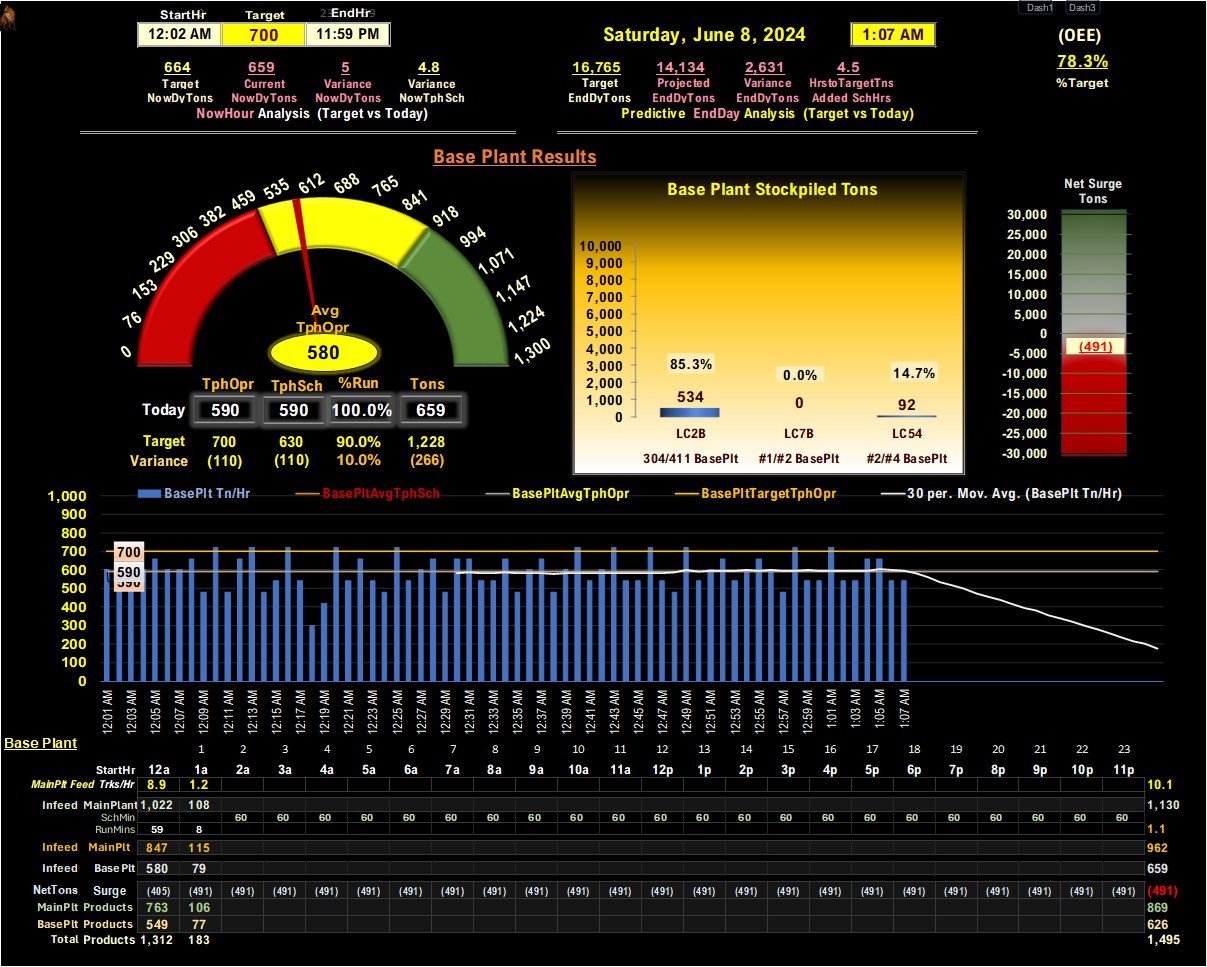 Dash1 Dash3
StartHr Target EndHr
12:02 AM 700 11:59 PM
Saturday, June 8, 2024 1:07 AM (OEE)
78.3%
%Target
664 659 5 4.8
Target Current Variance Variance
NowDyTons NowDyTons NowDyTons NowTphSch
NowHour Analysis (Target vs Today)
16,765 14,134 2,631 4.5
Target Projected Variance HrstoTargetTns
EndDyTons EndDyTons EndDyTons Added SchHrs
Predictive EndDay Analysis (Target vs Today)
Base Plant Results
0 76 153 229 306 382 459 535 612 688 765 841 918 994 1,071 1,147 1,224 1,300
Avg
TphOpr
580
TphOpr TphSch %Run Tons
Today 590 590 100.0% 659
Target 700 630 90.0% 1,228
Variance (110) (110) 10.0% (266)
Base Plant Stockpiled Tons
10,000
9,000
8,000
7,000
6,000
5,000
4,000
3,000
2,000
1,000
0
85.3% 0.0% 14.7%
534 0 92
LC2B LC7B LC54
304/411 BasePlt #1/#2 BasePlt #2/#4 BasePlt
Net Surge
Tons
30,000
25,000
20,000
15,000
10,000
5,000
0
-5,000
-10,000
-15,000
-20,000
-25,000
-30,000
(491)
BasePlt Tn/Hr BasePltAvgTphSch BasePltAvgTphOpr BasePltTargetTphOpr 30 per. Mov. Avg. (BasePlt Tn/Hr)
1,000
900
800
700
600
500
400
300
200
100
0
700
590
590
12:01 AM 12:03 AM 12:05 AM 12:07 AM 12:09 AM 12:11 AM 12:13 AM 12:15 AM 12:17 AM 12:19 AM 12:21 AM 12:23 AM 12:25 AM 12:27 AM 12:29 AM 12:31 AM 12:33 AM 12:35 AM 12:37 AM 12:39 AM 12:41 AM 12:43 AM 12:45 AM 12:47 AM 12:49 AM 12:51 AM 12:53 AM 12:55 AM 12:57 AM 12:59 AM 1:01 AM 1:03 AM 1:05 AM 1:07 AM
Base Plant 1 2 3 4 5 6 7 8 9 10 11 12 13 14 15 16 17 18 19 20 21 22 23
StartHr 12a 1a 2a 3a 4a 5a 6a 7a 8a 9a 10a 11a 12p 1p 2p 3p 4p 5p 6p 7p 8p 9p 10p 11p
MainPlt Feed Trks/Hr 8.9 1.2 10.1
Infeed MainPlant 1,022 108 1,130
SchMin 60 60 60 60 60 60 60 60 60 60 60 60 60 60 60 60 60 60 60 60 60 60
RunMins 59 8 1.1
Infeed MainPlt 847 115 962
Infeed BasePlt 580 79 659
NetTons Surge (405) (491) (491) (491) (491) (491) (491) (491) (491) (491) (491) (491) (491) (491) (491) (491) (491) (491) (491) (491) (491) (491) (491) (491) (491)
MainPlt Products 763 106 869
BasePlt Products 549 77 626
Total Products 1,312 183 1,495